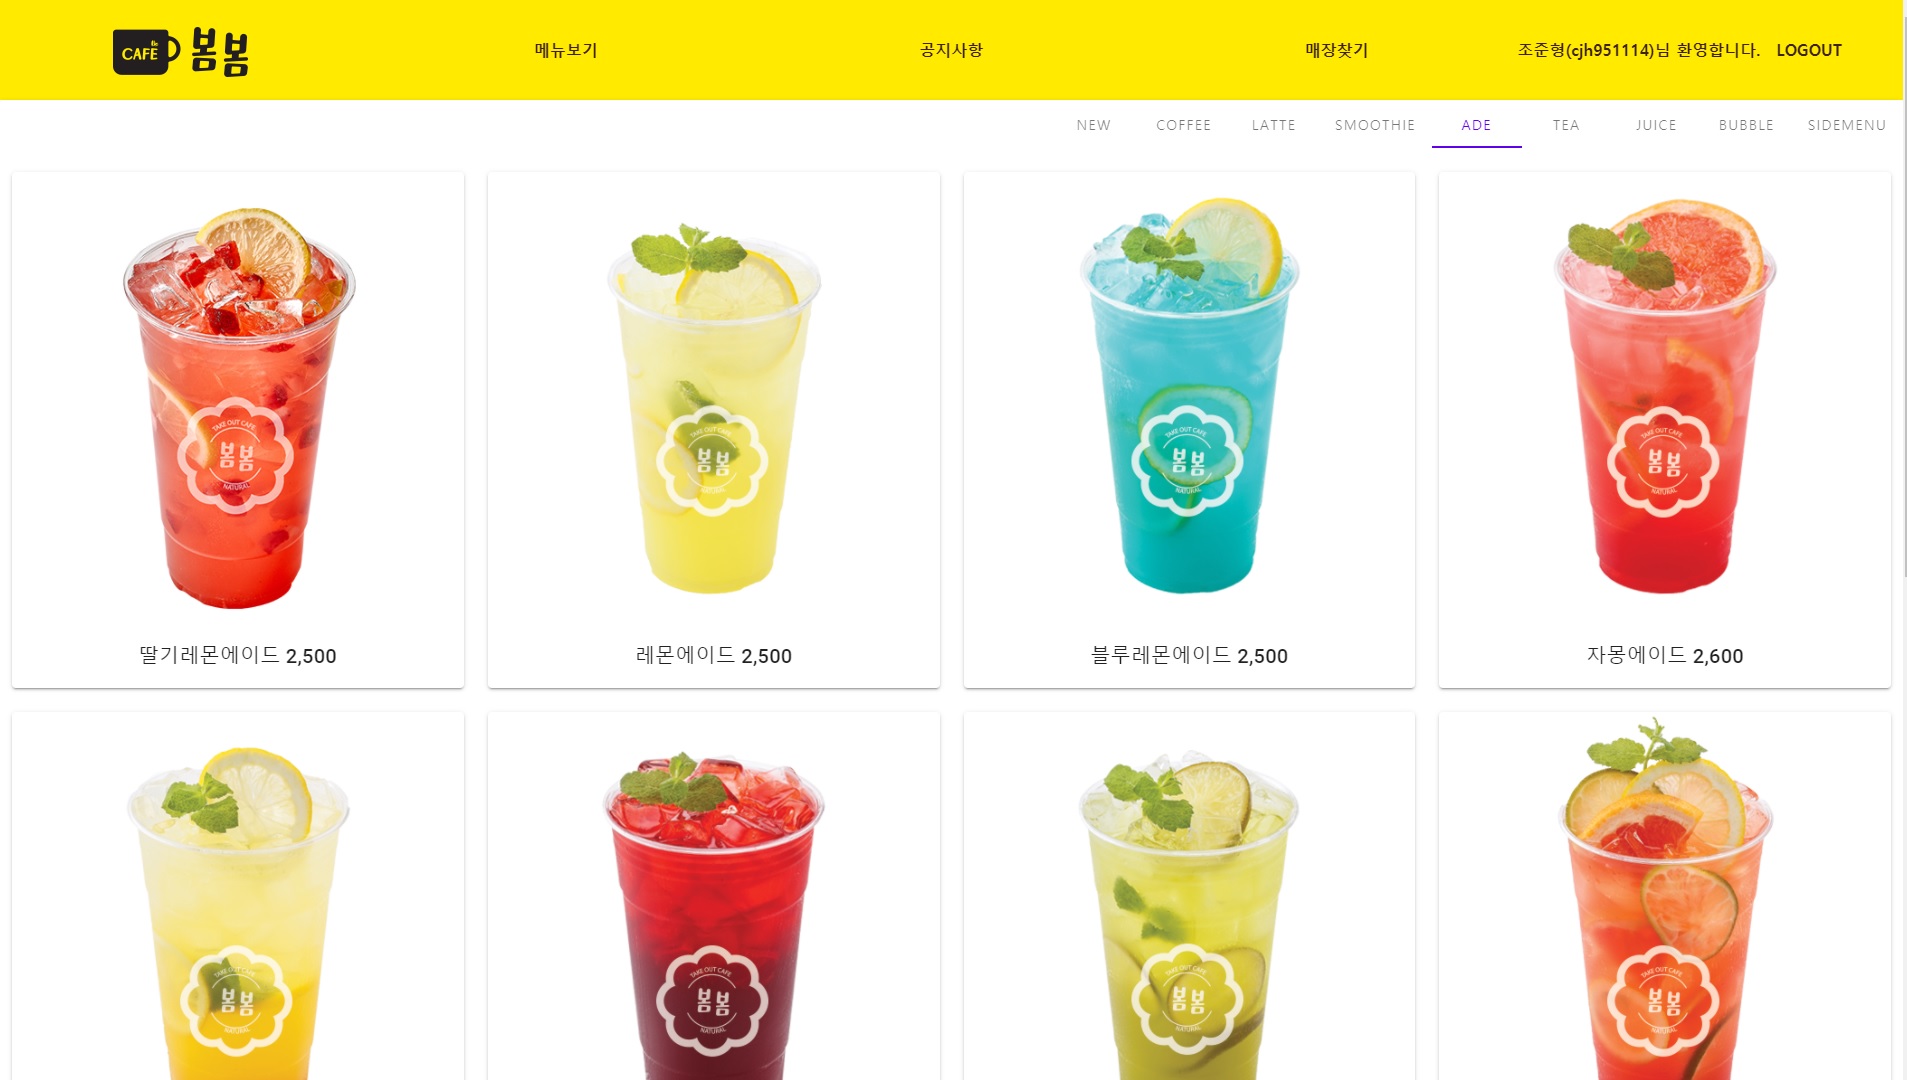 CAFÉ 봄봄
메뉴보기
공지사항
매장찾기
조준형(cjh951114)님 환영합니다. LOGOUT
NEW COFFEE LATTE SMOOTHIE ADE TEA JUICE BUBBLE SIDEMENU
TAKE OUT CAFE
봄봄
NATURAL
TAKE OUT CAFE
봄봄
NATURAL
TAKE OUT CAFE
봄봄
NATURAL
TAKE OUT CAFE
봄봄
NATURAL
딸기레몬에이드 2,500
레몬에이드 2,500
블루레몬에이드 2,500
자몽에이드 2,600
TAKE OUT CAFE
봄봄
NATURAL
TAKE OUT CAFE
봄봄
NATURAL
TAKE OUT CAFE
봄봄
NATURAL
TAKE OUT CAFE
봄봄
NATURAL